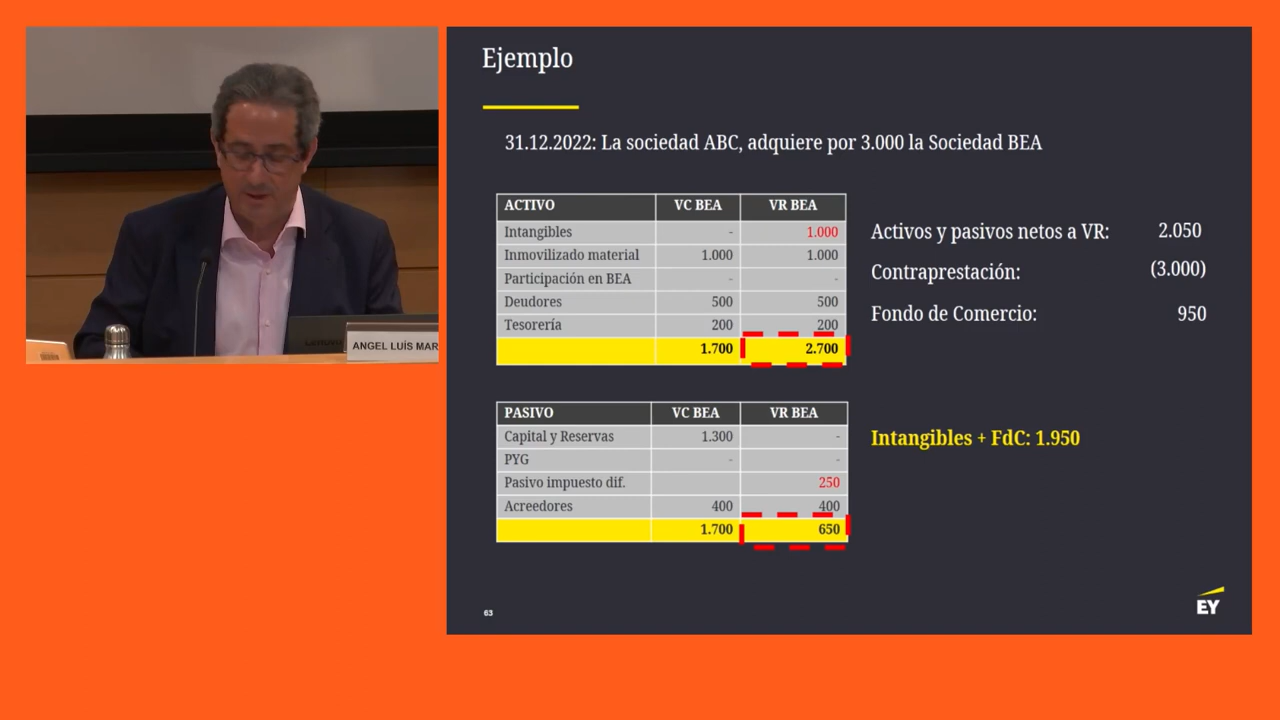 Ejemplo
31.12.2022: La sociedad ABC, adquiere por 3.000 la Sociedad BEA
ACTIVO VC BEA VR BEA
Intangibles - 1.000
Inmovilizado material 1.000 1.000
Participación en BEA - -
Deudores 500 500
Tesorería 200 200
1.700 2.700
Activos y pasivos netos a VR: 2.050
Contraprestación: (3.000)
Fondo de Comercio: 950
PASIVO VC BEA VR BEA
Capital y Reservas 1.300 -
PYG - -
Pasivo impuesto dif. 250
Acreedores 400 400
1.700 650
Intangibles + FdC: 1.950
63
EY
ANGEL LUÍS MAR